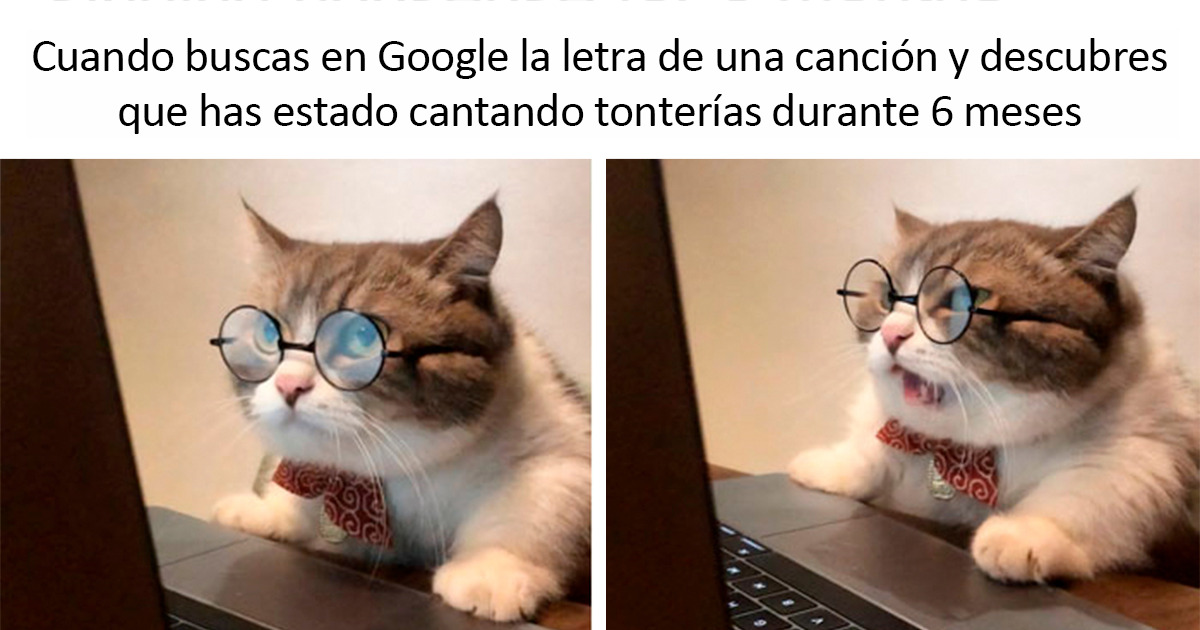 Cuando buscas en Google la letra de una canción y descubres
que has estado cantando tonterías durante 6 meses